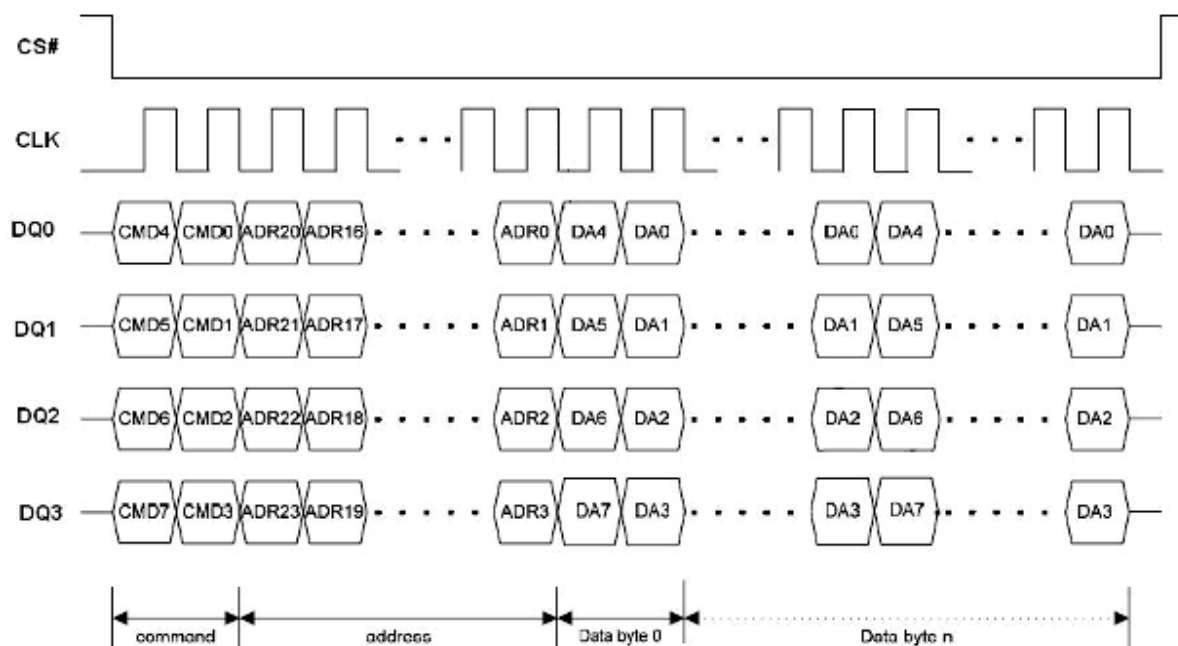 CS#
CLK
DQ0 CMD4 CMD0 ADR20 ADR16 ADR0 DA4 DA0 DA0 DA4 DA0
DQ1 CMD5 CMD1 ADR21 ADR17 ADR1 DA5 DA1 DA1 DA5 DA1
DQ2 CMD6 CMD2 ADR22 ADR18 ADR2 DA6 DA2 DA2 DA6 DA2
DQ3 CMD7 CMD3 ADR23 ADR19 ADR3 DA7 DA3 DA3 DA7 DA3
command address Data byte 0 Data byte n